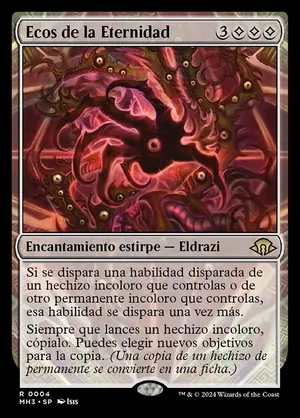 Ecos de la Eternidad 3
Encantamiento estirpe — Eldrazi
Si se dispara una habilidad disparada de
un hechizo incoloro que controlas o de
otro permanente incoloro que controlas,
esa habilidad se dispara una vez más.
Siempre que lances un hechizo incoloro,
cópialo. Puedes elegir nuevos objetivos
para la copia. (Una copia de un hechizo de
permanente se convierte en una ficha.)
R 0004
MH3 • SP Isis
™ & © 2024 Wizards of the Coast